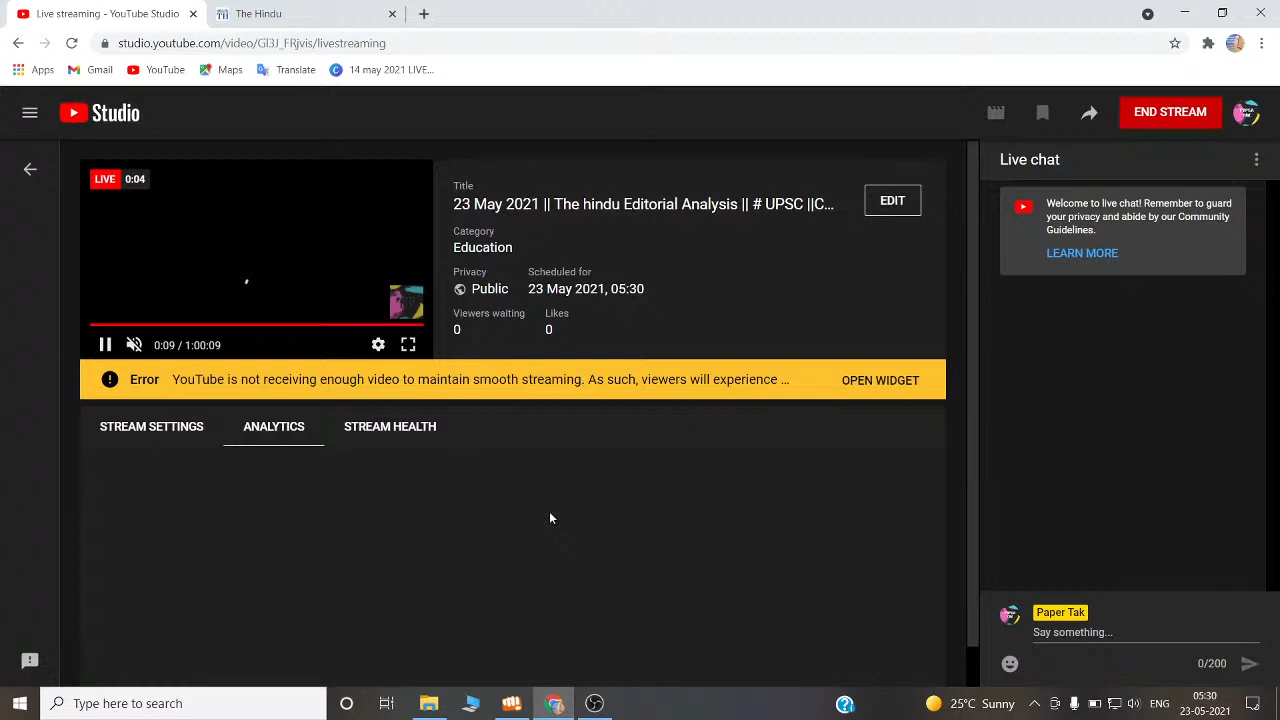 Live streaming - YouTube Studio
The Hindu
studio.youtube.com/video/Gl3J_FRjvis/livestreaming
Apps
Gmail
YouTube
Maps
Translate
14 may 2021 LIVE...
Studio
END STREAM
LIVE 0:04
Title
23 May 2021 || The hindu Editorial Analysis || # UPSC ||C...
EDIT
Category
Education
Privacy
Scheduled for
Public
23 May 2021, 05:30
Viewers waiting
Likes
0
0
0:09 / 1:00:09
Live chat
Welcome to live chat! Remember to guard
your privacy and abide by our Community
Guidelines.
LEARN MORE
Error
YouTube is not receiving enough video to maintain smooth streaming. As such, viewers will experience ...
OPEN WIDGET
STREAM SETTINGS
ANALYTICS
STREAM HEALTH
Paper Tak
Say something...
0/200
Type here to search
25°C Sunny
ENG
05:30
23-05-2021